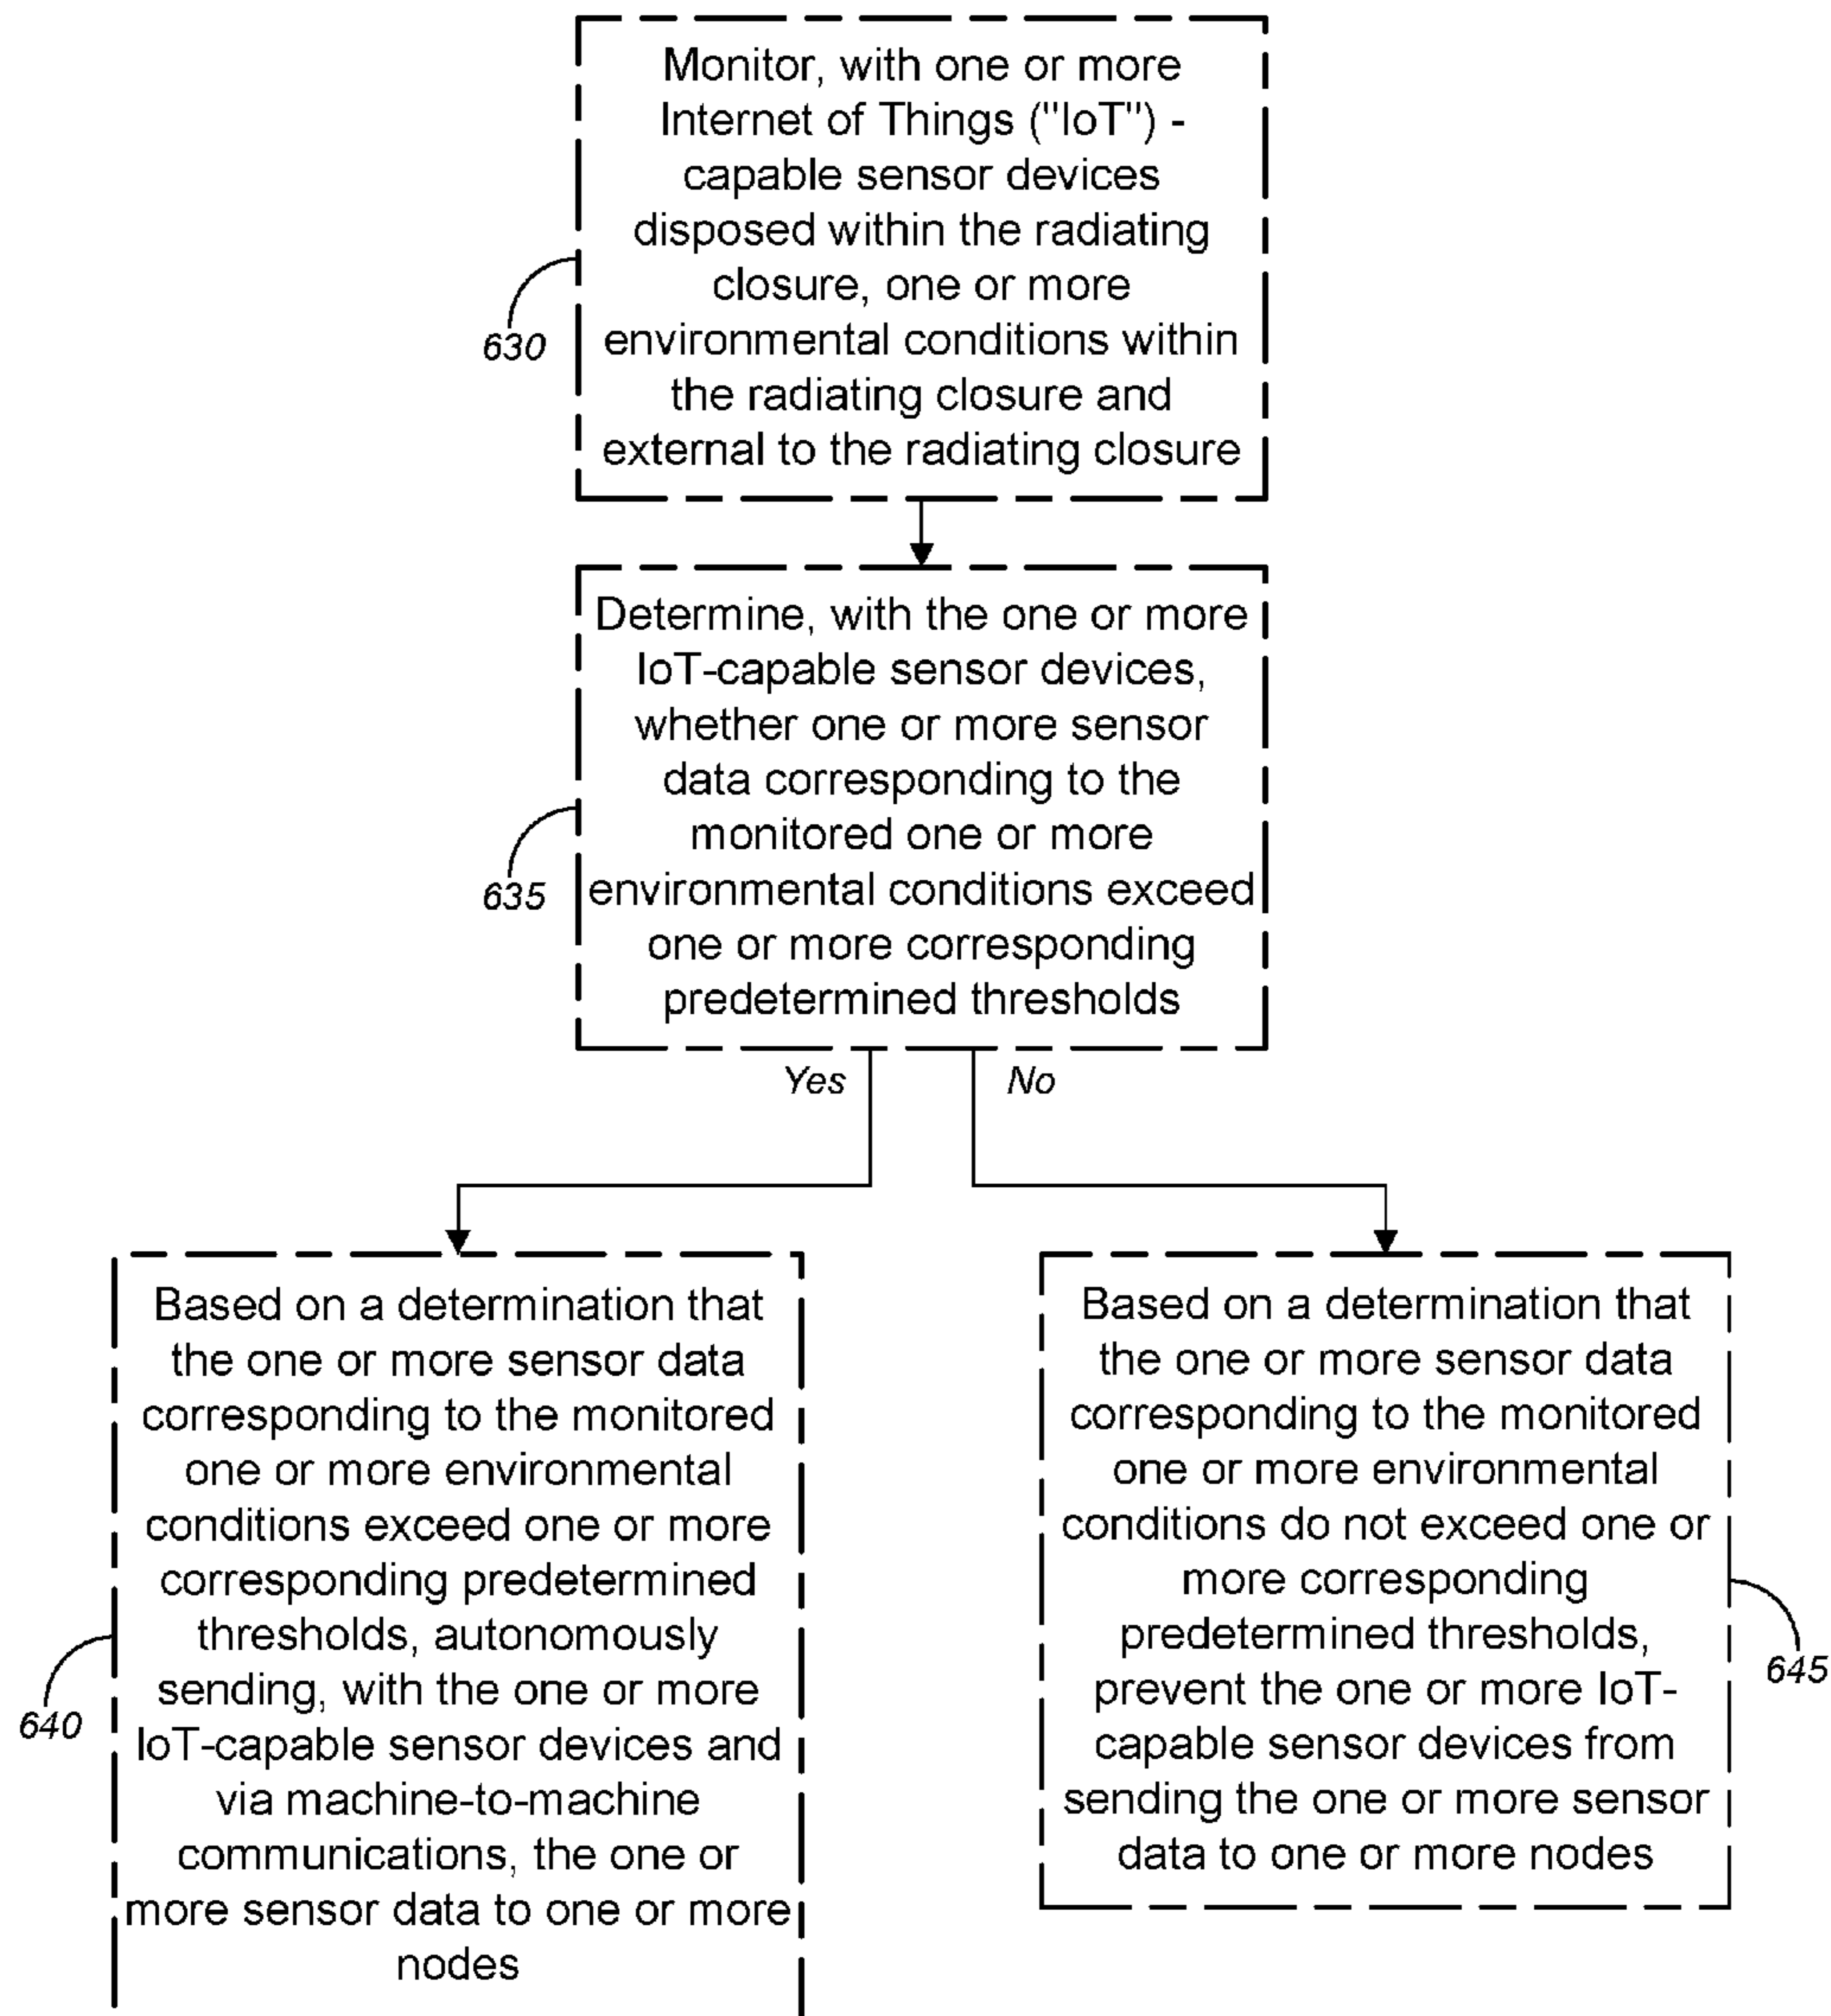 Monitor, with one or more
Internet of Things ("IoT") -
capable sensor devices
disposed within the radiating
closure, one or more
environmental conditions within
the radiating closure and
external to the radiating closure
630
Determine, with the one or more
IoT-capable sensor devices,
whether one or more sensor
data corresponding to the
monitored one or more
environmental conditions exceed
one or more corresponding
predetermined thresholds
635
Yes
No
Based on a determination that
the one or more sensor data
corresponding to the monitored
one or more environmental
conditions exceed one or more
corresponding predetermined
thresholds, autonomously
sending, with the one or more
IoT-capable sensor devices and
via machine-to-machine
communications, the one or
more sensor data to one or more
nodes
640
Based on a determination that
the one or more sensor data
corresponding to the monitored
one or more environmental
conditions do not exceed one or
more corresponding
predetermined thresholds,
prevent the one or more IoT-
capable sensor devices from
sending the one or more sensor
data to one or more nodes
645